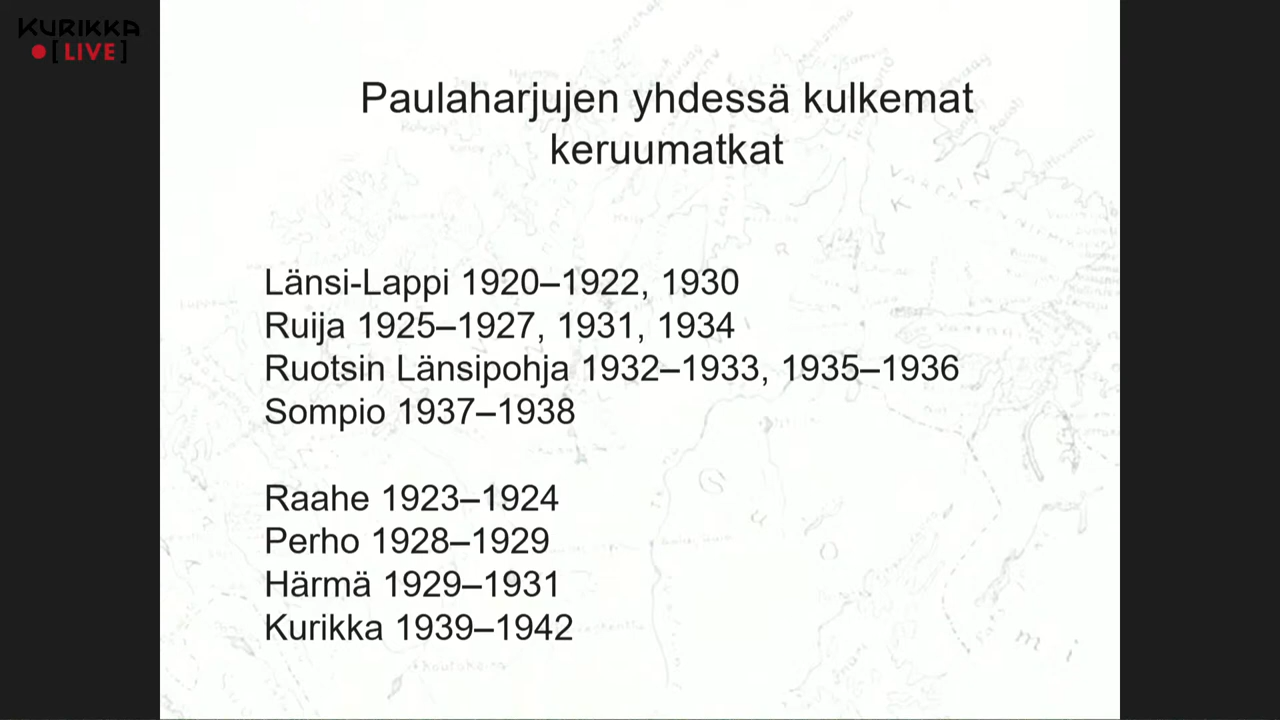 KURIKKA
[LIVE]
Paulaharjujen yhdessä kulkemat
keruumatkat
Länsi-Lappi 1920–1922, 1930
Ruija 1925–1927, 1931, 1934
Ruotsin Länsipohja 1932–1933, 1935–1936
Sompio 1937–1938
Raahe 1923–1924
Perho 1928–1929
Härmä 1929–1931
Kurikka 1939–1942